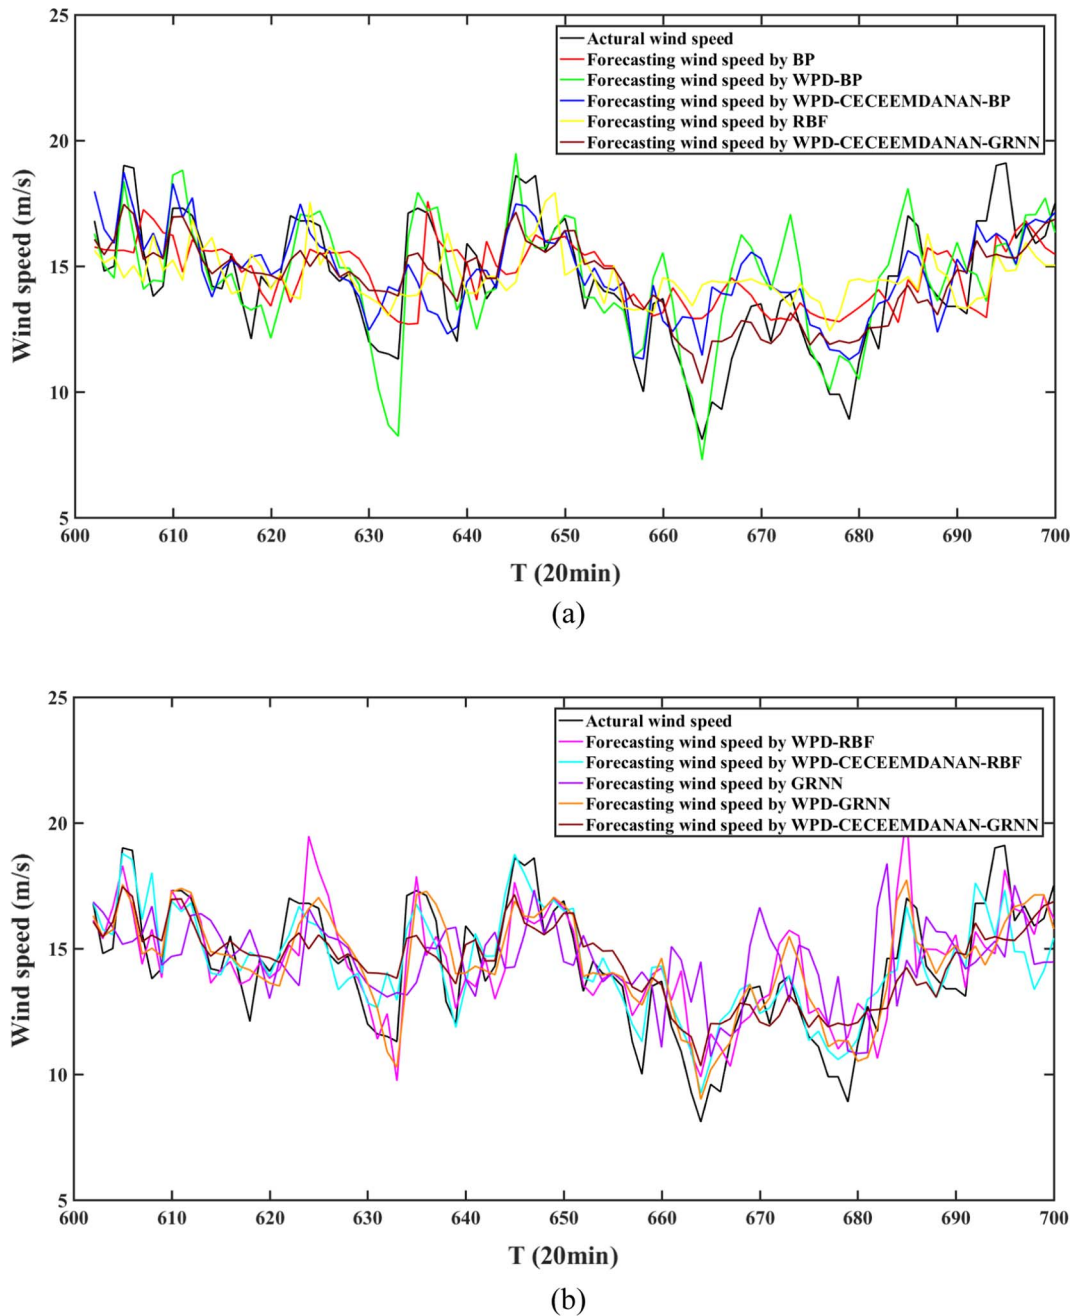 25
Actural wind speed
Forecasting wind speed by BP
Forecasting wind speed by WPD-BP
Forecasting wind speed by WPD-CECEEMDANAN-BP
Forecasting wind speed by RBF
Forecasting wind speed by WPD-CECEEMDANAN-GRNN
20
Wind speed (m/s)
15
10
5
600 610 620 630 640 650 660 670 680 690 700
T (20min)
(a)
25
Actural wind speed
Forecasting wind speed by WPD-RBF
Forecasting wind speed by WPD-CECEEMDANAN-RBF
Forecasting wind speed by GRNN
Forecasting wind speed by WPD-GRNN
Forecasting wind speed by WPD-CECEEMDANAN-GRNN
20
Wind speed (m/s)
15
10
5
600 610 620 630 640 650 660 670 680 690 700
T (20min)
(b)